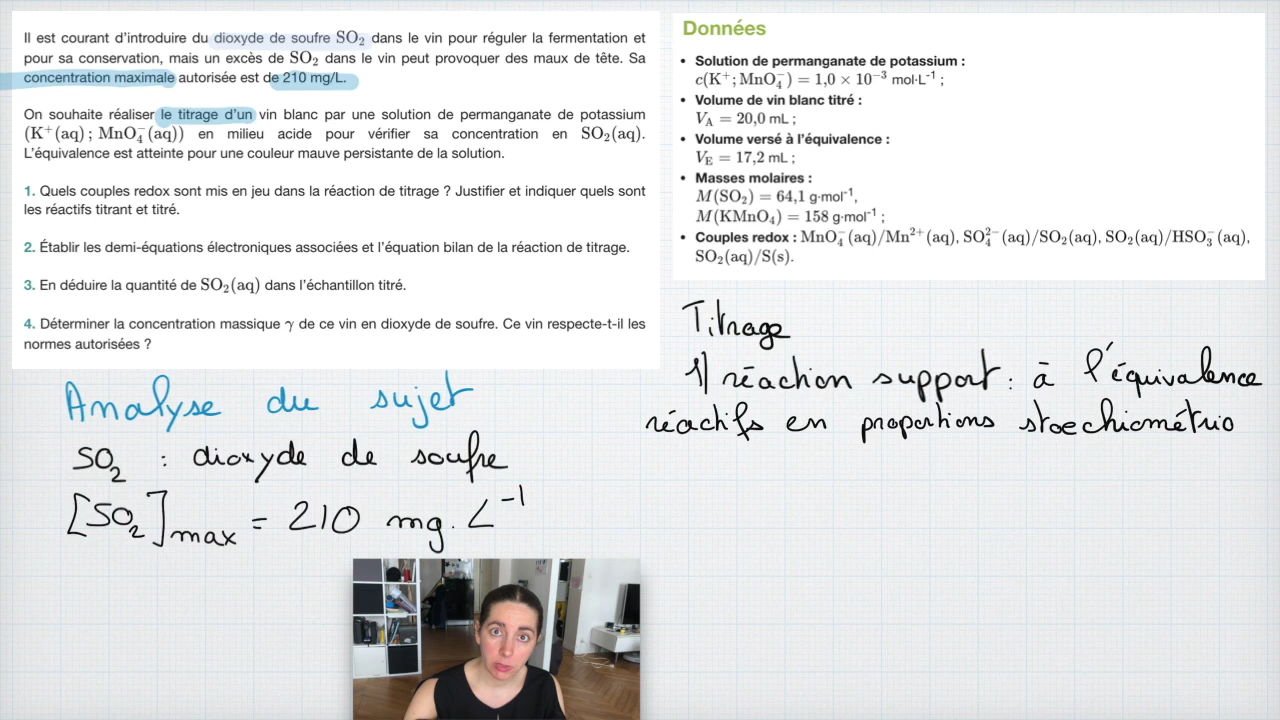 Il est courant d'introduire du dioxyde de soufre SO₂ dans le vin pour réguler la fermentation et
pour sa conservation, mais un excès de SO₂ dans le vin peut provoquer des maux de tête. Sa
concentration maximale autorisée est de 210 mg/L.
On souhaite réaliser le titrage d'un vin blanc par une solution de permanganate de potassium
(K⁺(aq) ; MnO₄⁻(aq)) en milieu acide pour vérifier sa concentration en SO₂(aq).
L'équivalence est atteinte pour une couleur mauve persistante de la solution.
1. Quels couples redox sont mis en jeu dans la réaction de titrage ? Justifier et indiquer quels sont
les réactifs titrant et titré.
2. Établir les demi-équations électroniques associées et l'équation bilan de la réaction de titrage.
3. En déduire la quantité de SO₂(aq) dans l'échantillon titré.
4. Déterminer la concentration massique γ de ce vin en dioxyde de soufre. Ce vin respecte-t-il les
normes autorisées ?
Données
• Solution de permanganate de potassium :
c(K⁺; MnO₄⁻) = 1,0 × 10⁻³ mol·L⁻¹ ;
• Volume de vin blanc titré :
V_A = 20,0 mL ;
• Volume versé à l'équivalence :
V_E = 17,2 mL ;
• Masses molaires :
M(SO₂) = 64,1 g·mol⁻¹,
M(KMnO₄) = 158 g·mol⁻¹ ;
• Couples redox : MnO₄⁻(aq)/Mn²⁺(aq), SO₄²⁻(aq)/SO₂(aq), SO₂(aq)/HSO₃⁻(aq),
SO₂(aq)/S(s).
Analyse du sujet
SO₂ : dioxyde de soufre
[SO₂]max = 210 mg.L⁻¹
Titrage
1) réaction support : à l'équivalence
réactifs en proportions stoechiométrio